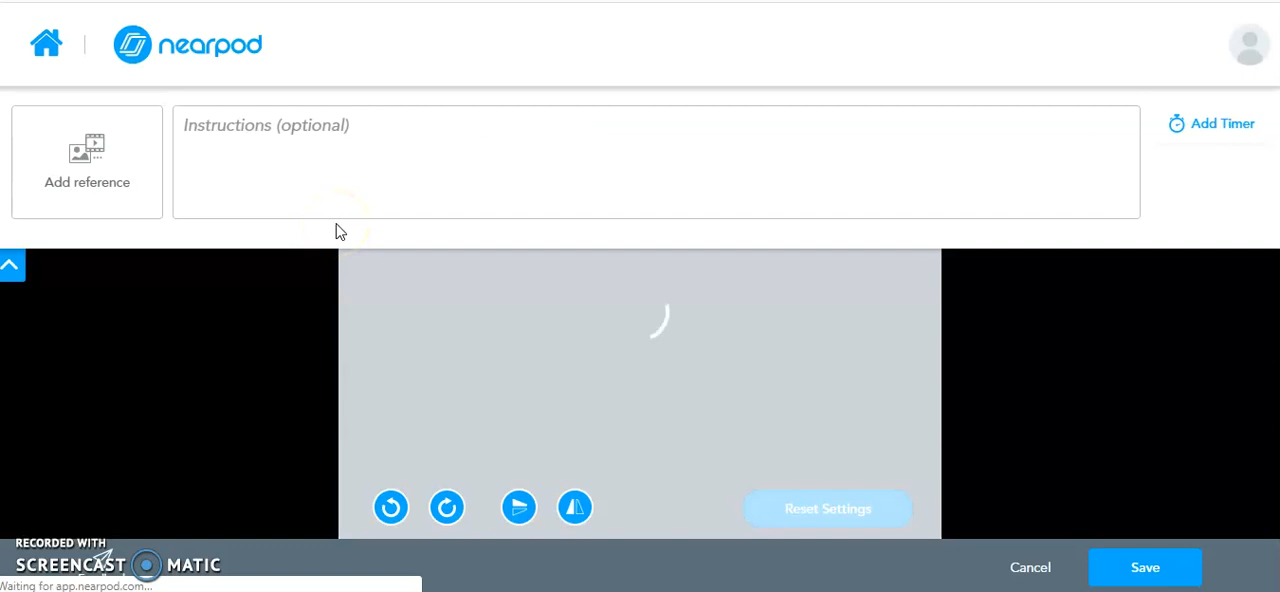 nearpod
Instructions (optional)
Add Timer
Add reference
Reset Settings
RECORDED WITH
SCREENCAST MATIC
Cancel
Save
Waiting for app.nearpod.com...